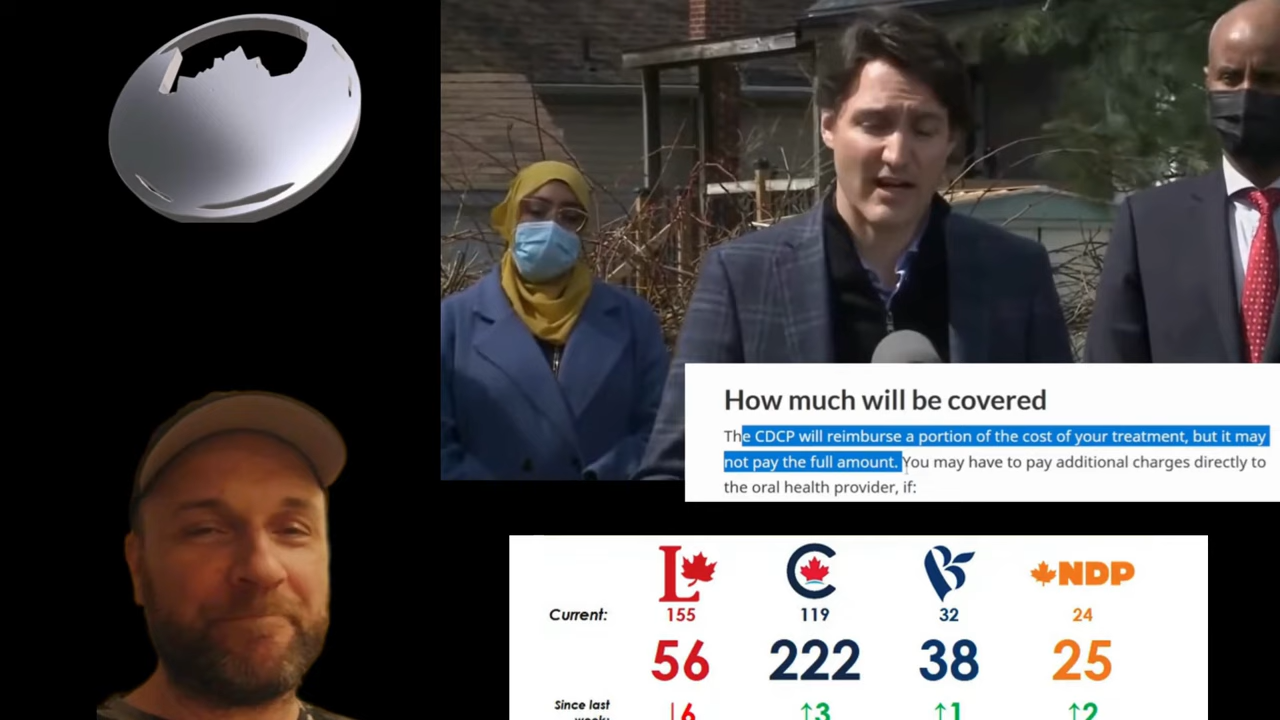 How much will be covered
The CDCP will reimburse a portion of the cost of your treatment, but it may
not pay the full amount. You may have to pay additional charges directly to
the oral health provider, if:
NDP
Current: 155 119 32 24
56 222 38 25
Since last
week: ↓6 ↑3 ↑1 ↑2